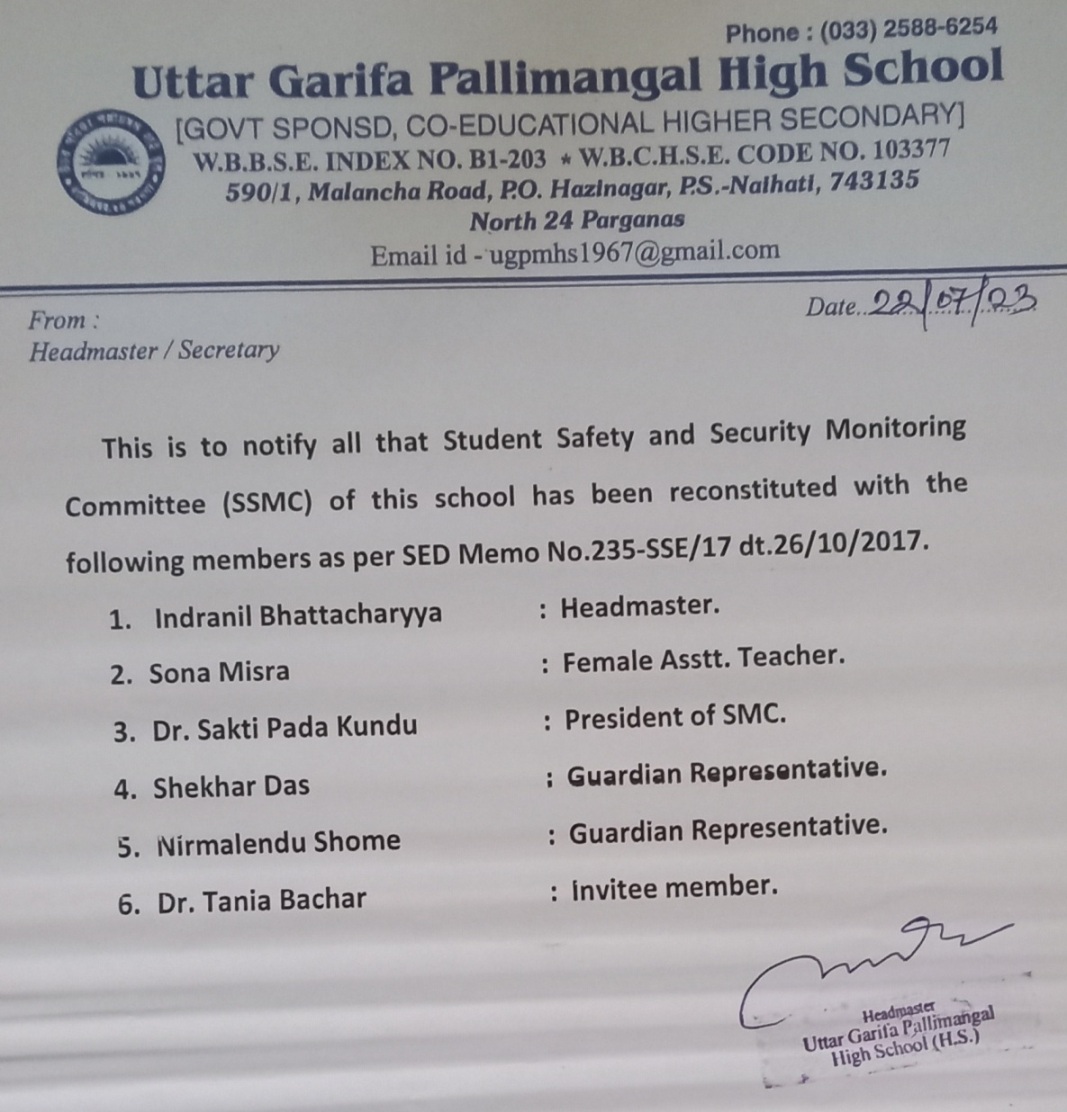 Phone : (033) 2588-6254
Uttar Garifa Pallimangal High School
[GOVT SPONSD, CO-EDUCATIONAL HIGHER SECONDARY]
W.B.B.S.E. INDEX NO. B1-203 ★ W.B.C.H.S.E. CODE NO. 103377
590/1, Malancha Road, P.O. Hazinagar, P.S.-Naihati, 743135
North 24 Parganas
Email id - ugpmhs1967@gmail.com
From :
Headmaster / Secretary
Date..22/07/23
This is to notify all that Student Safety and Security Monitoring
Committee (SSMC) of this school has been reconstituted with the
following members as per SED Memo No.235-SSE/17 dt.26/10/2017.
1. Indranil Bhattacharyya : Headmaster.
2. Sona Misra : Female Asstt. Teacher.
3. Dr. Sakti Pada Kundu : President of SMC.
4. Shekhar Das : Guardian Representative.
5. Nirmalendu Shome : Guardian Representative.
6. Dr. Tania Bachar : Invitee member.
Headmaster
Uttar Garifa Pallimangal
High School (H.S.)